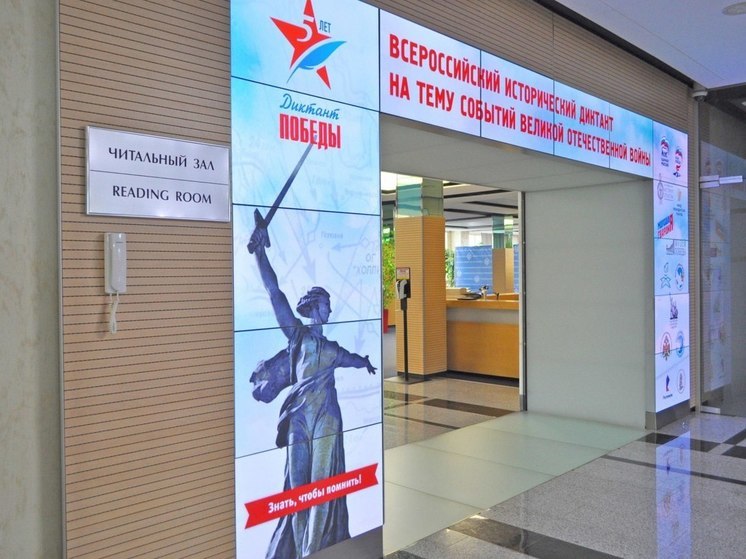 5
ЛЕТ
Диктант
ПОБЕДЫ
ВСЕРОССИЙСКИЙ ИСТОРИЧЕСКИЙ ДИКТАНТ
НА ТЕМУ СОБЫТИЙ ВЕЛИКОЙ ОТЕЧЕСТВЕННОЙ ВОЙНЫ
ЧИТАЛЬНЫЙ ЗАЛ
READING ROOM
Знать, чтобы помнить!